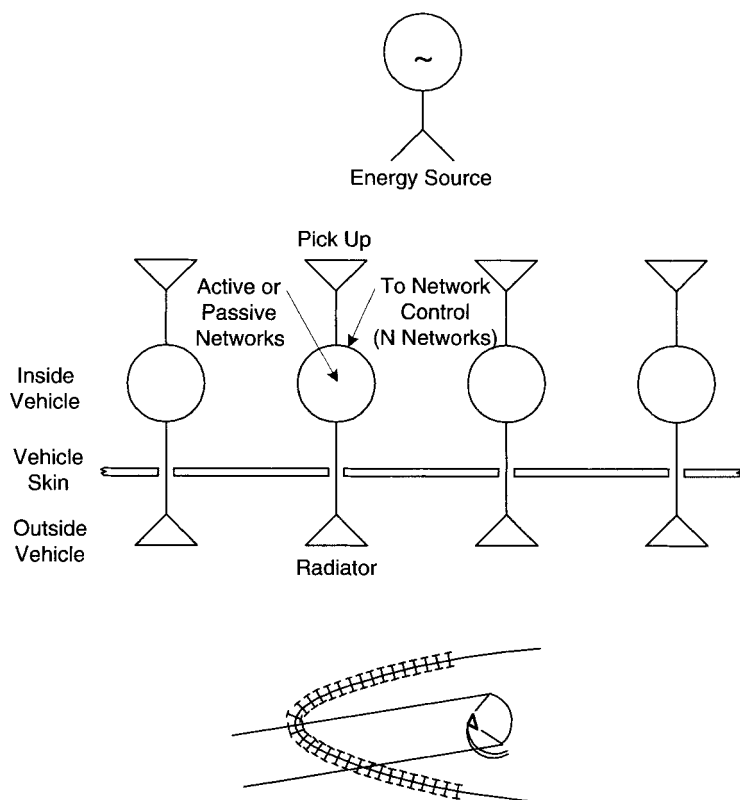 ~
Energy Source
Pick Up
Active or
Passive
Networks
To Network
Control
(N Networks)
Inside
Vehicle
Vehicle
Skin
Outside
Vehicle
Radiator